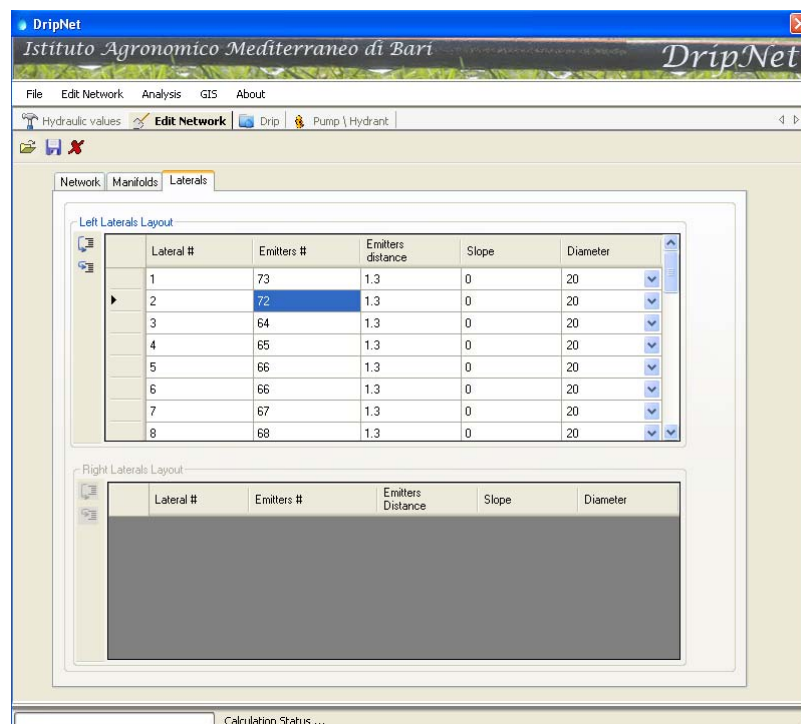 DripNet
Istituto Agronomico Mediterraneo di Bari
DripNet
File Edit Network Analysis GIS About
Hydraulic values Edit Network Drip Pump \ Hydrant
Network Manifolds Laterals
Left Laterals Layout
Lateral # Emitters # Emitters distance Slope Diameter
1 73 1.3 0 20
2 72 1.3 0 20
3 64 1.3 0 20
4 65 1.3 0 20
5 66 1.3 0 20
6 66 1.3 0 20
7 67 1.3 0 20
8 68 1.3 0 20
Right Laterals Layout
Lateral # Emitters # Emitters Distance Slope Diameter
Calculation Status ...